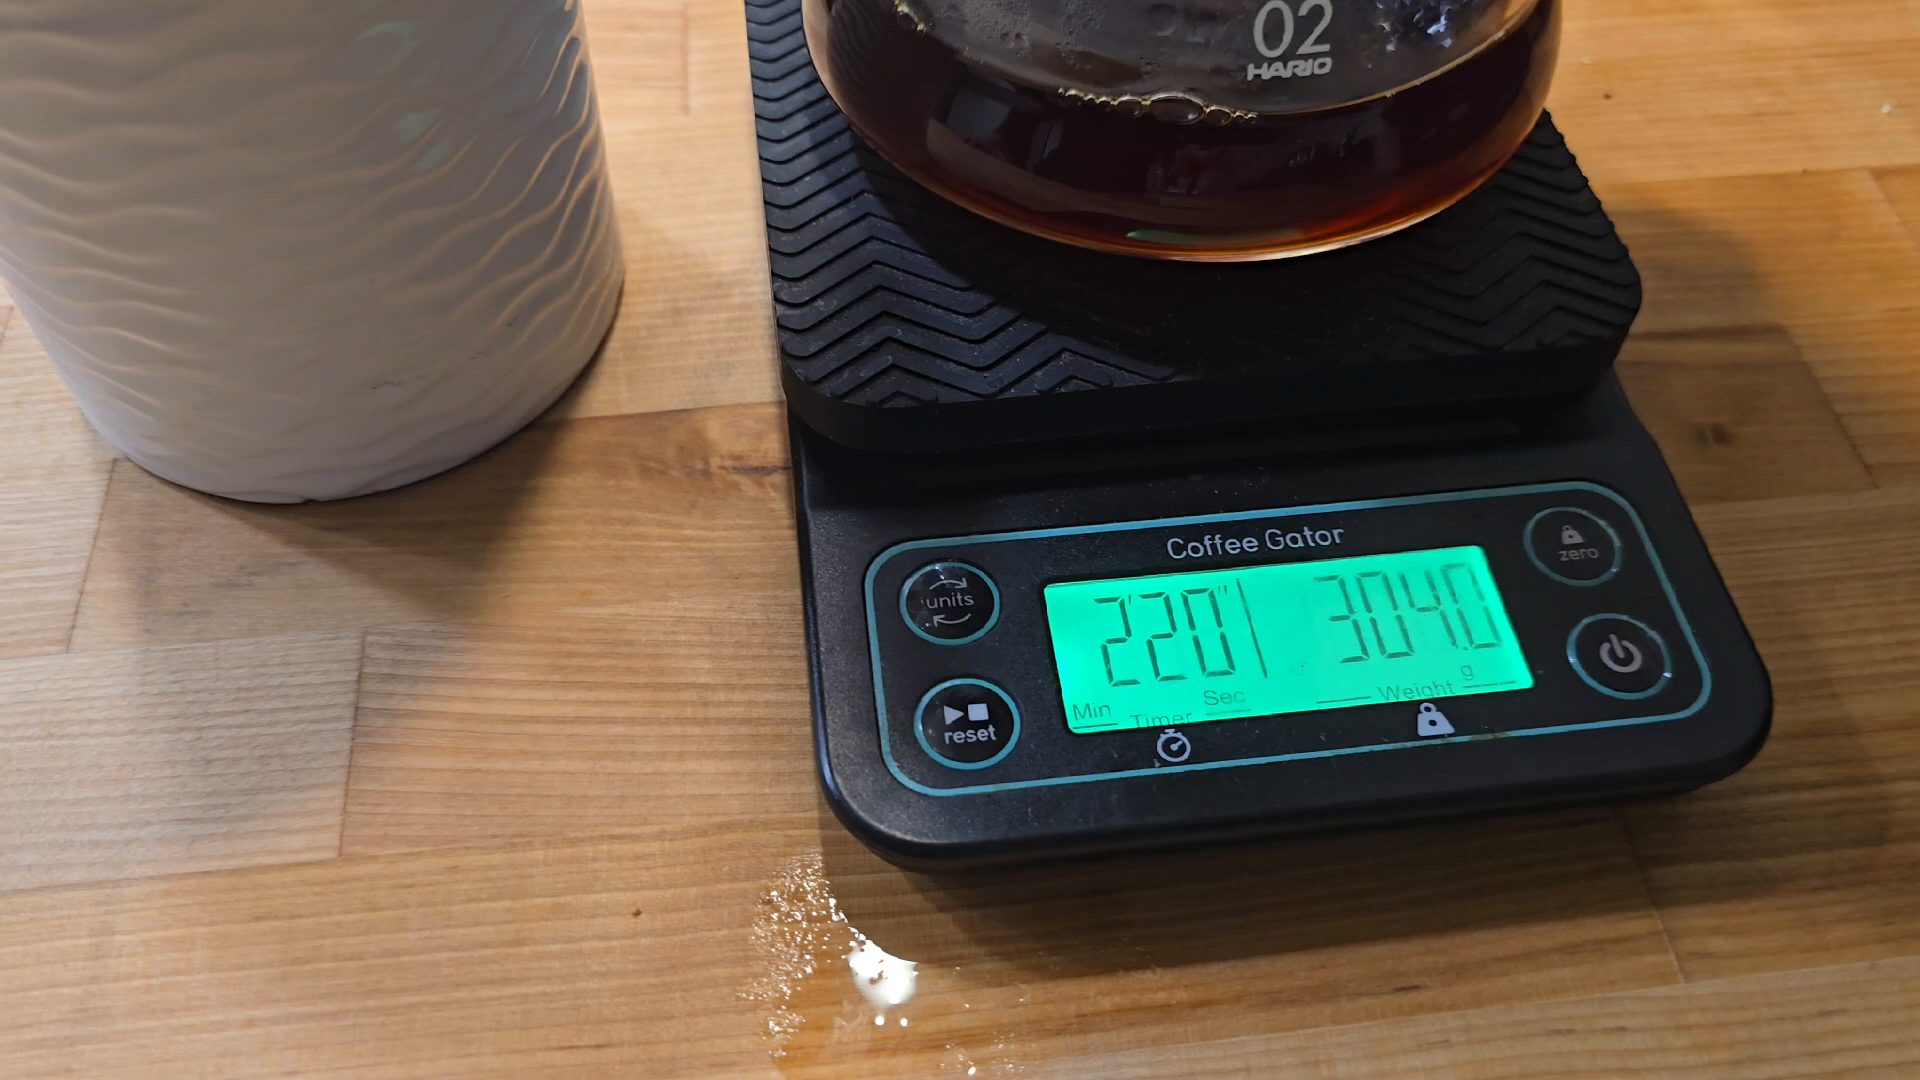 02
HARIO
Coffee Gator
units
zero
2'20" 304.0
g
Min Timer Sec Weight
reset